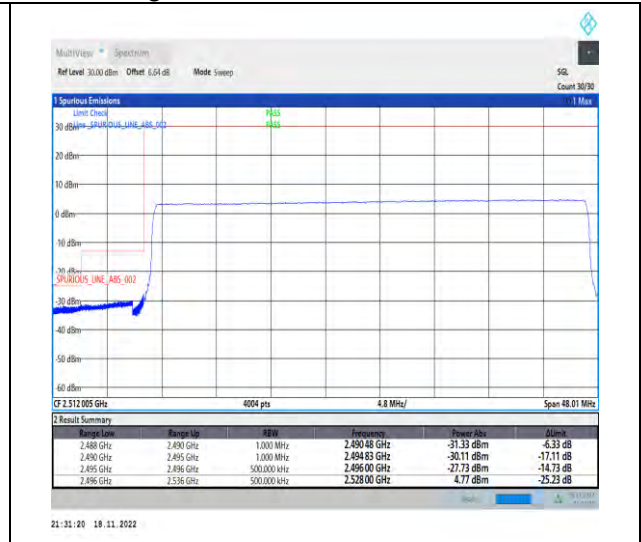 MultiView Spectrum
Ref Level 30.00 dBm Offset 6.64 dB Mode Sweep SGL
Count 30/30
1 Spurious Emissions 1 Max
Limit Check PASS
30 dBm Line _SPURIOUS_LINE_ABS_002 PASS
20 dBm
10 dBm
0 dBm
-10 dBm
-20 dBm
_SPURIOUS_LINE_ABS_002
-30 dBm
-40 dBm
-50 dBm
-60 dBm
CF 2.512 005 GHz 4004 pts 4.8 MHz/ Span 48.01 MHz
2 Result Summary
Range Low Range Up RBW Frequency Power Abs ΔLimit
2.488 GHz 2.490 GHz 1.000 MHz 2.490 48 GHz -31.33 dBm -6.33 dB
2.490 GHz 2.495 GHz 1.000 MHz 2.494 83 GHz -30.11 dBm -17.11 dB
2.495 GHz 2.496 GHz 500.000 kHz 2.496 00 GHz -27.73 dBm -14.73 dB
2.496 GHz 2.536 GHz 500.000 kHz 2.528 00 GHz 4.77 dBm -25.23 dB
21:31:20 18.11.2022